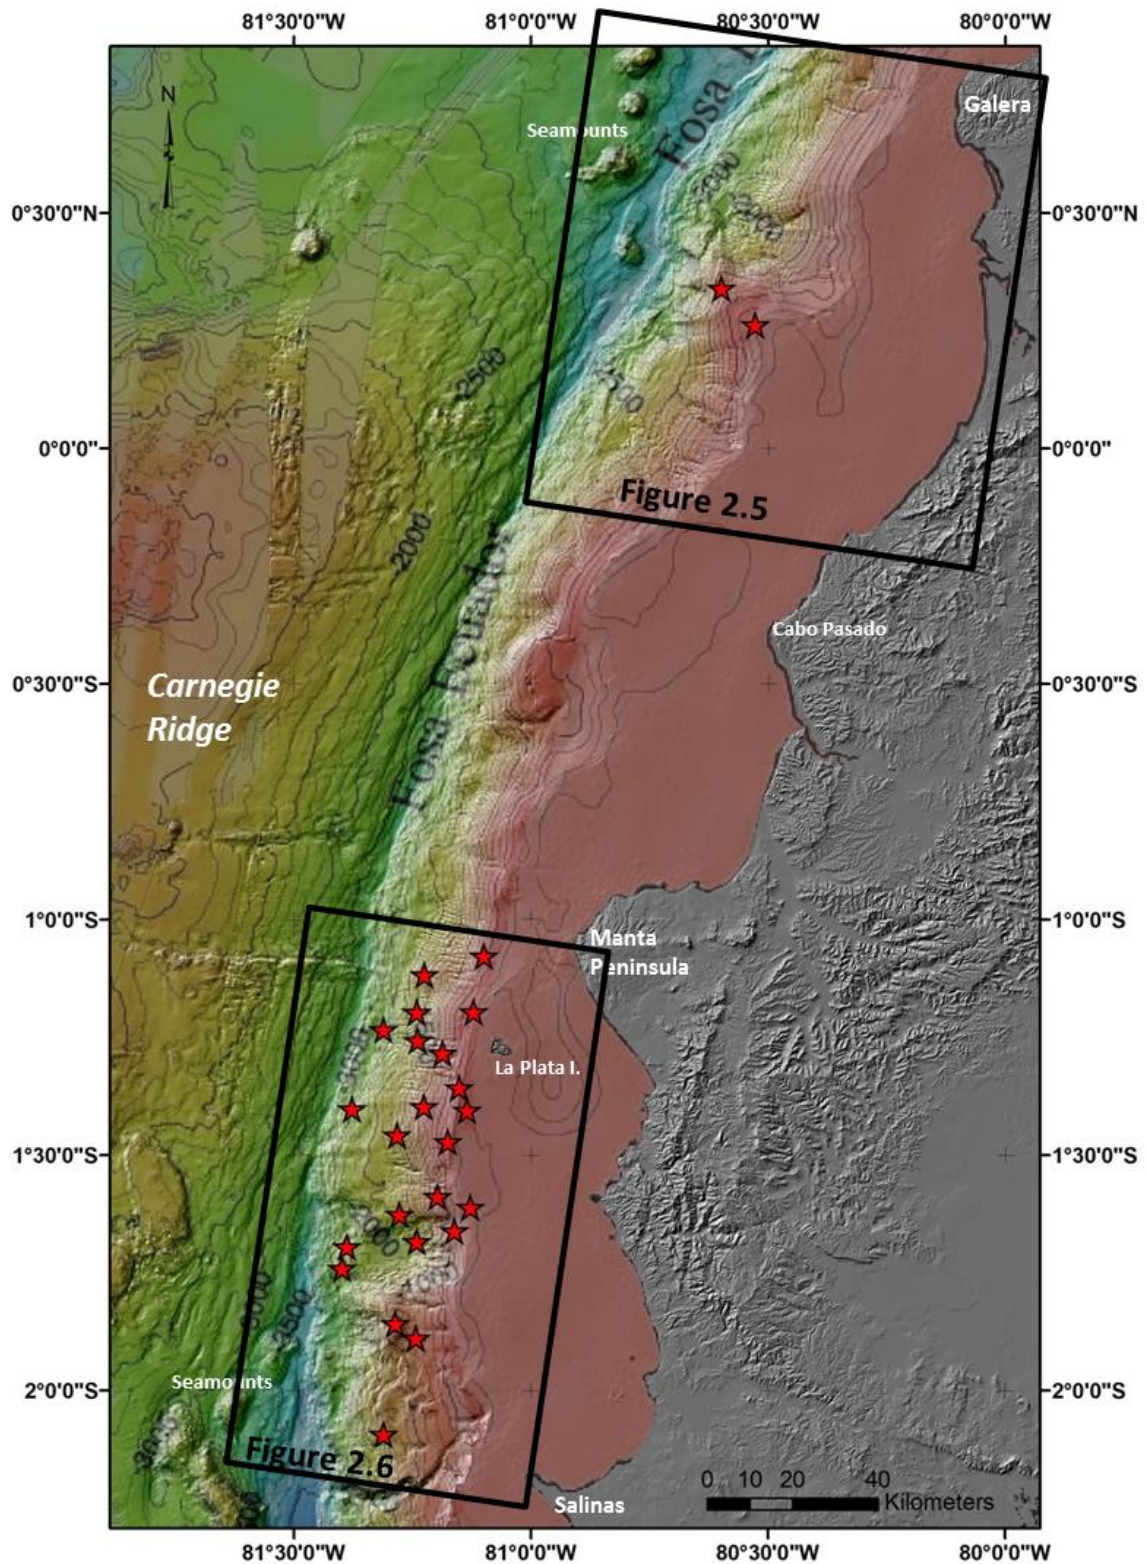 81°30'0"W 81°0'0"W 80°30'0"W 80°0'0"W
N
Galera
Seamounts
3000
0°30'0"N 0°30'0"N
2500
2500
0°0'0" 0°0'0"
Figure 2.5
2000
Fosa Ecuador
Cabo Pasado
0°30'0"S 0°30'0"S
Carnegie
Ridge
1°0'0"S 1°0'0"S
Manta
Peninsula
La Plata I.
1°30'0"S 1°30'0"S
3500
Seamounts
2°0'0"S 2°0'0"S
3000
Figure 2.6
Salinas
0 10 20 40
Kilometers
81°30'0"W 81°0'0"W 80°30'0"W 80°0'0"W